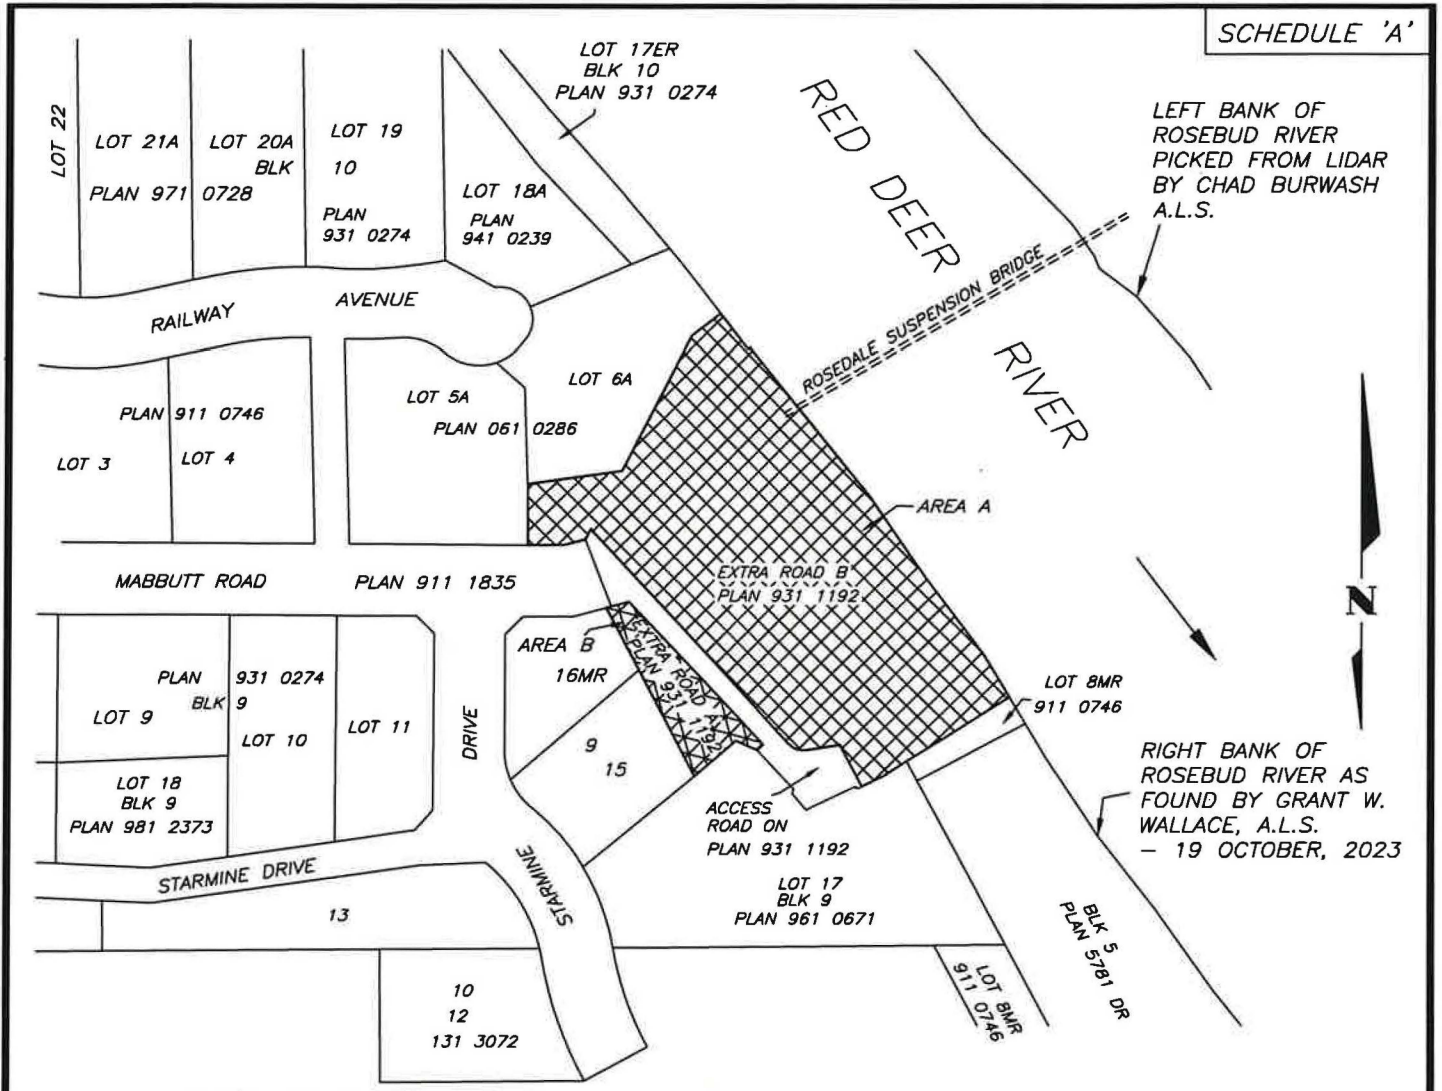 SCHEDULE 'A'
LOT 17ER
BLK 10
PLAN 931 0274
LOT 22
LOT 21A
LOT 20A
BLK
PLAN 971 0728
LOT 19
10
PLAN
931 0274
LOT 18A
PLAN
941 0239
RED DEER
RIVER
LEFT BANK OF
ROSEBUD RIVER
PICKED FROM LIDAR
BY CHAD BURWASH
A.L.S.
ROSEDALE SUSPENSION BRIDGE
RAILWAY AVENUE
LOT 6A
LOT 5A
PLAN 061 0286
PLAN 911 0746
LOT 3
LOT 4
AREA A
EXTRA ROAD B
PLAN 931 1192
MABBUTT ROAD
PLAN 911 1835
N
AREA B
EXTRA ROAD A
PLAN 931 1192
16MR
PLAN 931 0274
BLK 9
LOT 9
LOT 10
LOT 11
DRIVE
9
15
LOT 8MR
911 0746
LOT 18
BLK 9
PLAN 981 2373
ACCESS
ROAD ON
PLAN 931 1192
RIGHT BANK OF
ROSEBUD RIVER AS
FOUND BY GRANT W.
WALLACE, A.L.S.
– 19 OCTOBER, 2023
STARMINE DRIVE
STARMINE
13
LOT 17
BLK 9
PLAN 961 0671
BLK 5
PLAN 5781 DR
LOT 8MR
911 0746
10
12
131 3072